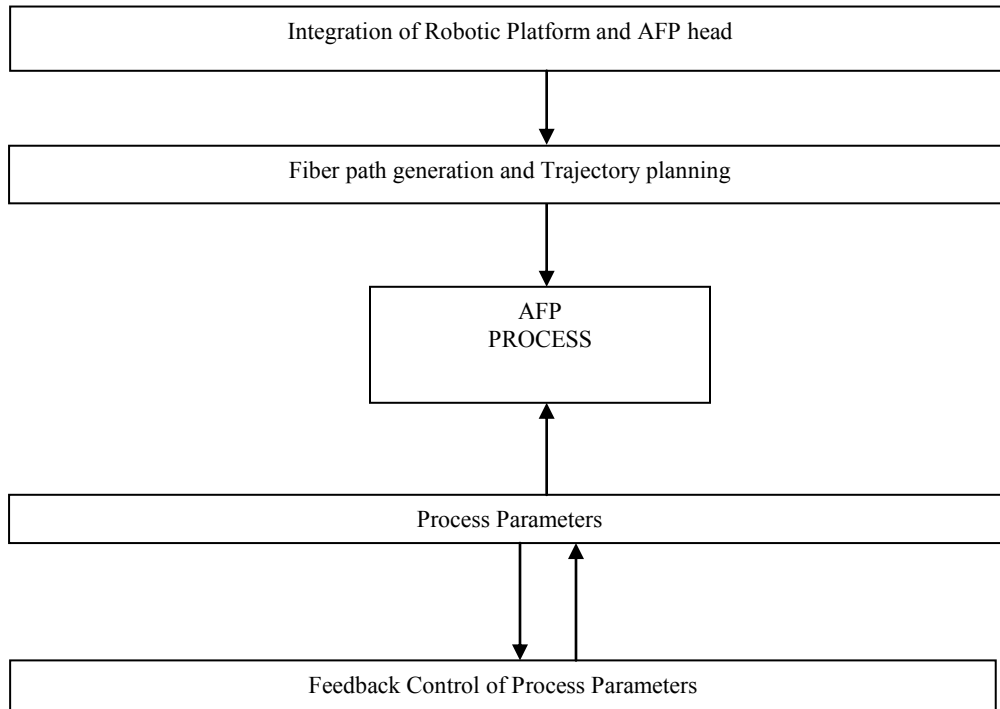 Integration of Robotic Platform and AFP head
Fiber path generation and Trajectory planning
AFP
PROCESS
Process Parameters
Feedback Control of Process Parameters